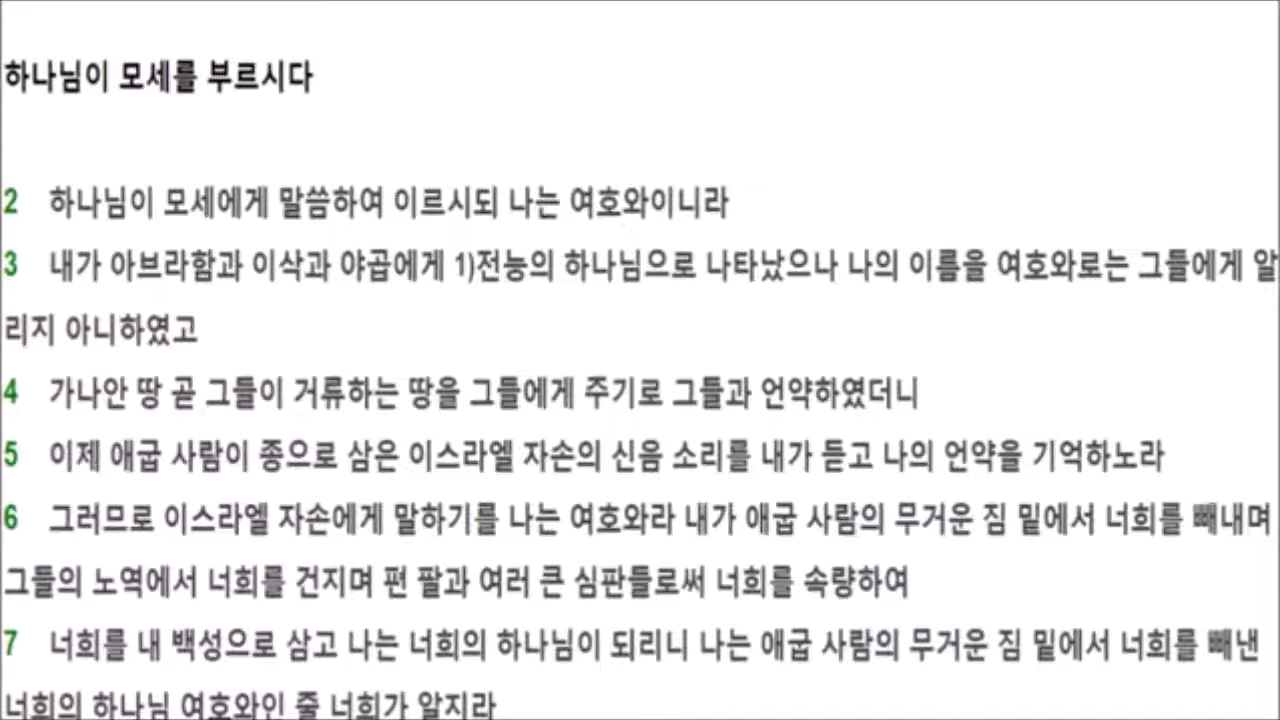 하나님이 모세를 부르시다
2 하나님이 모세에게 말씀하여 이르시되 나는 여호와이니라
3 내가 아브라함과 이삭과 야곱에게 1)전능의 하나님으로 나타났으나 나의 이름을 여호와로는 그들에게 알
리지 아니하였고
4 가나안 땅 곧 그들이 거류하는 땅을 그들에게 주기로 그들과 언약하였더니
5 이제 애굽 사람이 종으로 삼은 이스라엘 자손의 신음 소리를 내가 듣고 나의 언약을 기억하노라
6 그러므로 이스라엘 자손에게 말하기를 나는 여호와라 내가 애굽 사람의 무거운 짐 밑에서 너희를 빼내며
그들의 노역에서 너희를 건지며 편 팔과 여러 큰 심판들로써 너희를 속량하여
7 너희를 내 백성으로 삼고 나는 너희의 하나님이 되리니 나는 애굽 사람의 무거운 짐 밑에서 너희를 빼낸
너희의 하나님 여호와인 줄 너희가 알지라